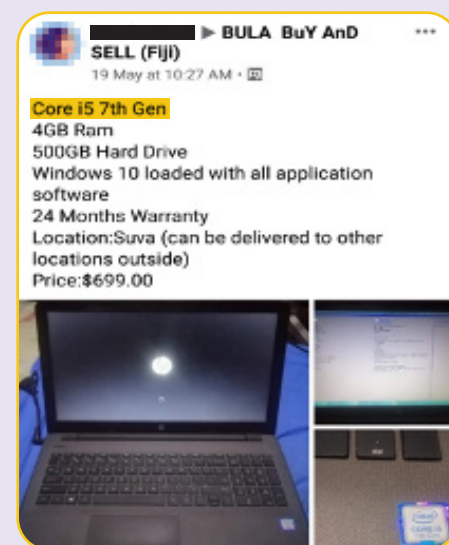 BULA BuY AnD
SELL (Fiji)
19 May at 10:27 AM
Core i5 7th Gen
4GB Ram
500GB Hard Drive
Windows 10 loaded with all application
software
24 Months Warranty
Location:Suva (can be delivered to other
locations outside)
Price:$699.00